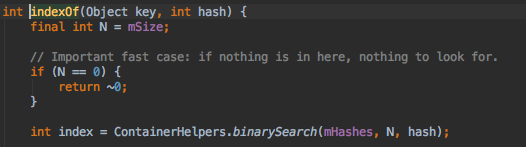 int indexOf(Object key, int hash) {
final int N = mSize;
// Important fast case: if nothing is in here, nothing to look for.
if (N == 0) {
return ~0;
}
int index = ContainerHelpers.binarySearch(mHashes, N, hash);